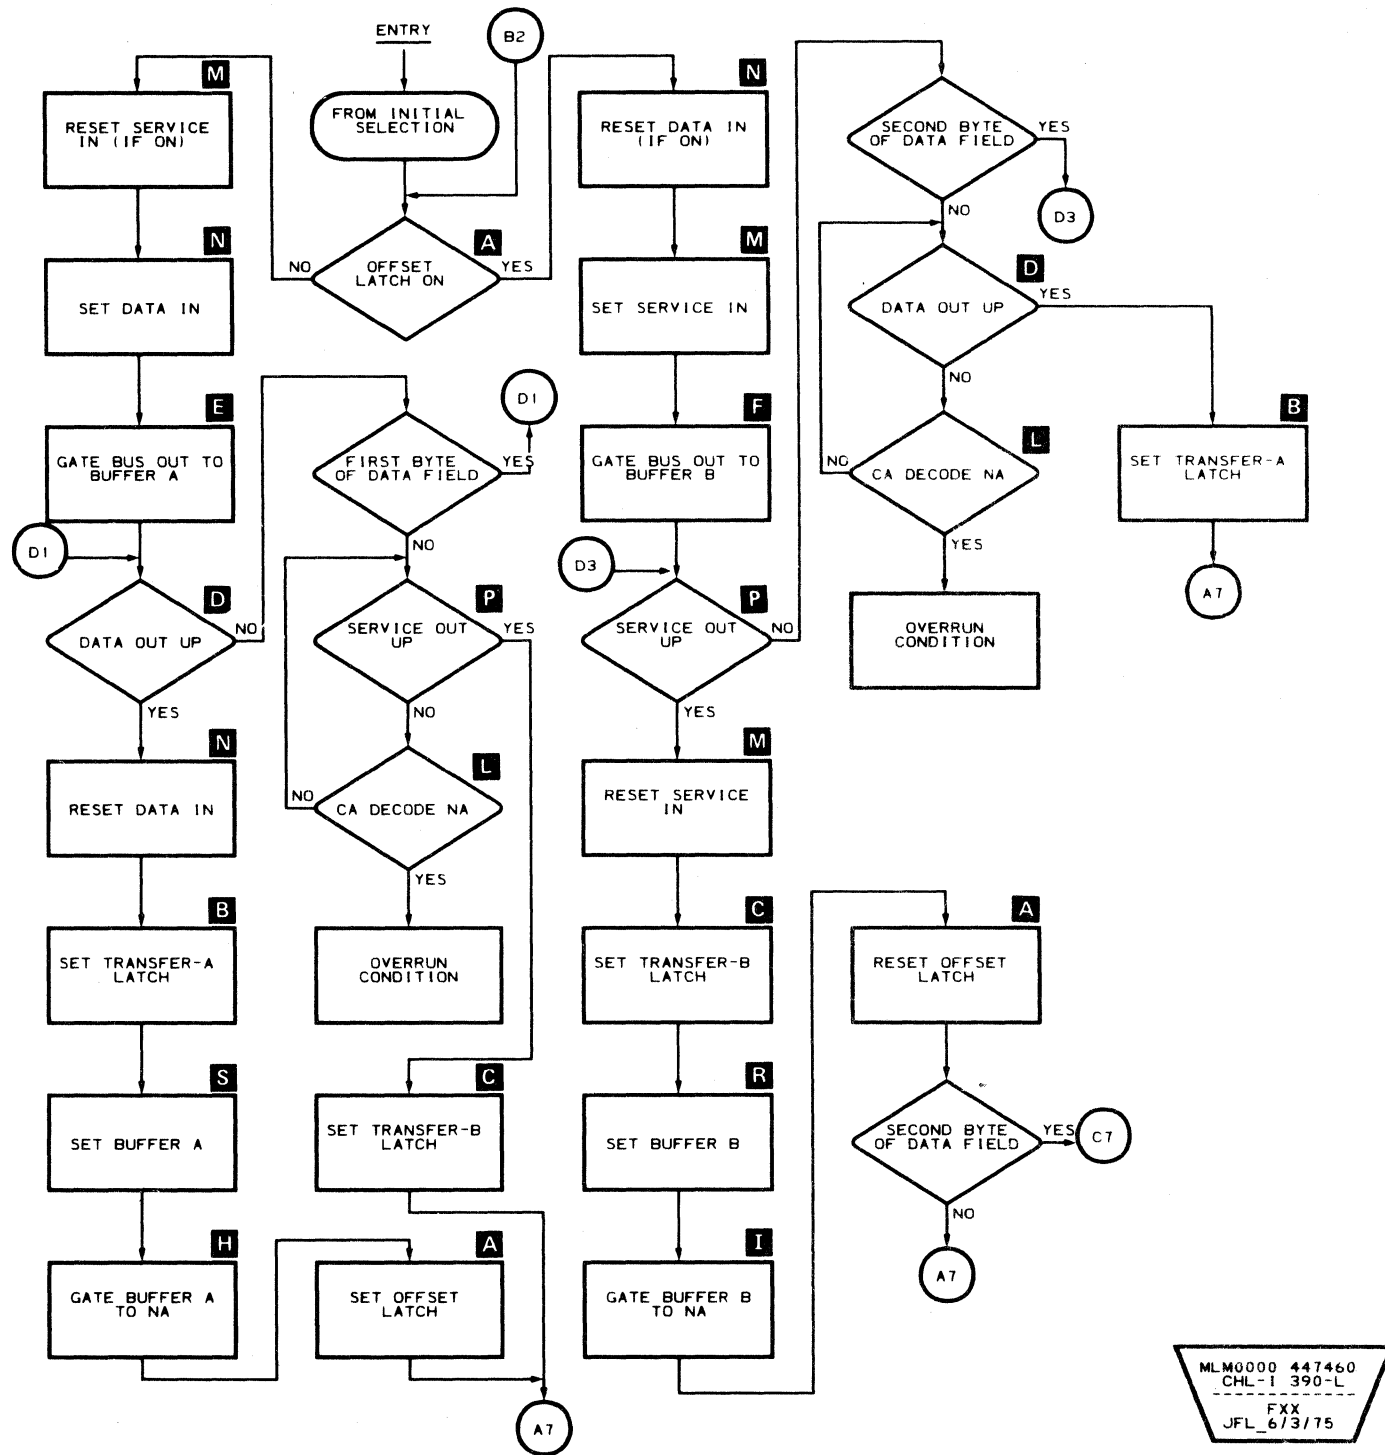 ENTRY
B2
M
RESET SERVICE
IN (IF ON)
FROM INITIAL
SELECTION
N
RESET DATA IN
(IF ON)
SECOND BYTE
OF DATA FIELD
YES
NO
D3
N
SET DATA IN
NO
A
OFFSET
LATCH ON
YES
M
SET SERVICE IN
D
DATA OUT UP
YES
NO
E
GATE BUS OUT TO
BUFFER A
FIRST BYTE
OF DATA FIELD
YES
NO
D1
F
GATE BUS OUT TO
BUFFER B
L
CA DECODE NA
NO
YES
B
SET TRANSFER-A
LATCH
D1
D3
A7
D
DATA OUT UP
NO
YES
P
SERVICE OUT
UP
YES
NO
P
SERVICE OUT
UP
NO
YES
OVERRUN
CONDITION
N
RESET DATA IN
L
CA DECODE NA
NO
YES
M
RESET SERVICE
IN
B
SET TRANSFER-A
LATCH
OVERRUN
CONDITION
C
SET TRANSFER-B
LATCH
A
RESET OFFSET
LATCH
S
SET BUFFER A
C
SET TRANSFER-B
LATCH
R
SET BUFFER B
SECOND BYTE
OF DATA FIELD
YES
C7
NO
H
GATE BUFFER A
TO NA
A
SET OFFSET
LATCH
I
GATE BUFFER B
TO NA
A7
A7
MLM0000 447460
CHL-I 390-L
--------------
FXX
JFL_6/3/75